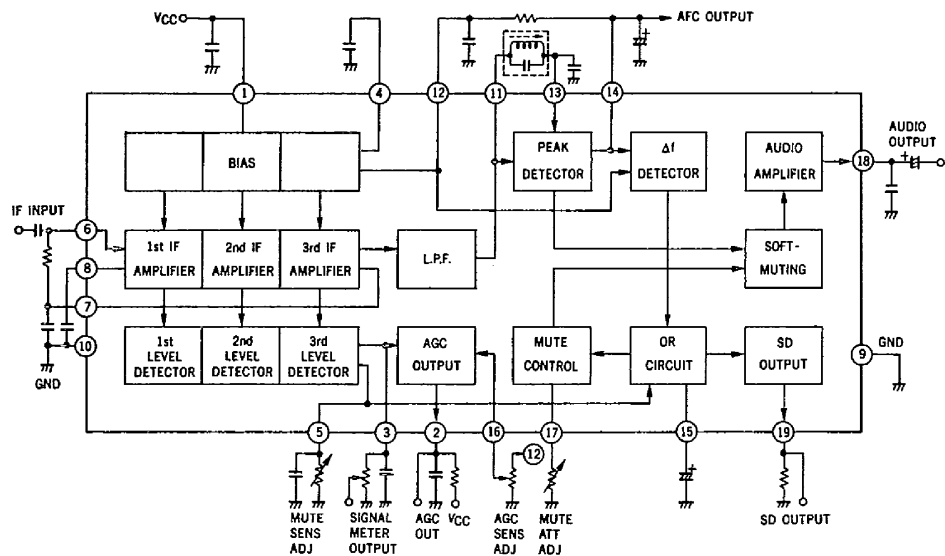 VCC
AFC OUTPUT
1
4
12
11
13
14
BIAS
PEAK
DETECTOR
Δf
DETECTOR
AUDIO
AMPLIFIER
AUDIO
OUTPUT
18
IF INPUT
6
8
7
10
GND
1st IF
AMPLIFIER
2nd IF
AMPLIFIER
3rd IF
AMPLIFIER
L.P.F.
SOFT-
MUTING
1st
LEVEL
DETECTOR
2nd
LEVEL
DETECTOR
3rd
LEVEL
DETECTOR
AGC
OUTPUT
MUTE
CONTROL
OR
CIRCUIT
SD
OUTPUT
9
GND
5
3
2
16
17
15
19
12
MUTE
SENS
ADJ
SIGNAL
METER
OUTPUT
AGC
OUT
VCC
AGC
SENS
ADJ
MUTE
ATT
ADJ
SD OUTPUT